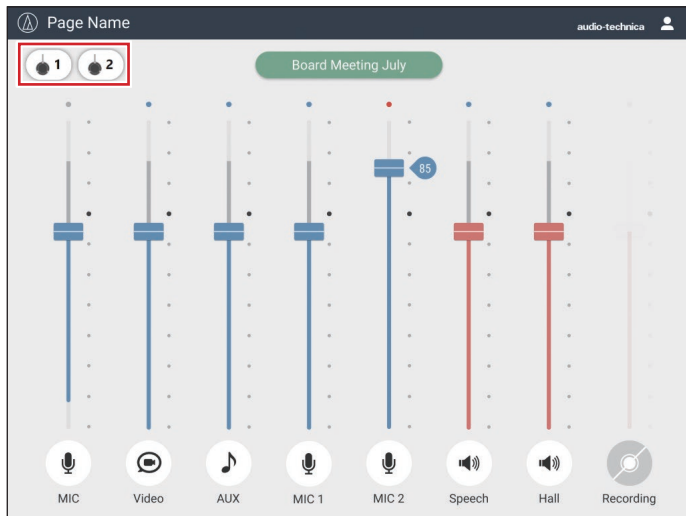 Page Name
audio-technica
1 2
Board Meeting July
85
MIC Video AUX MIC 1 MIC 2 Speech Hall Recording